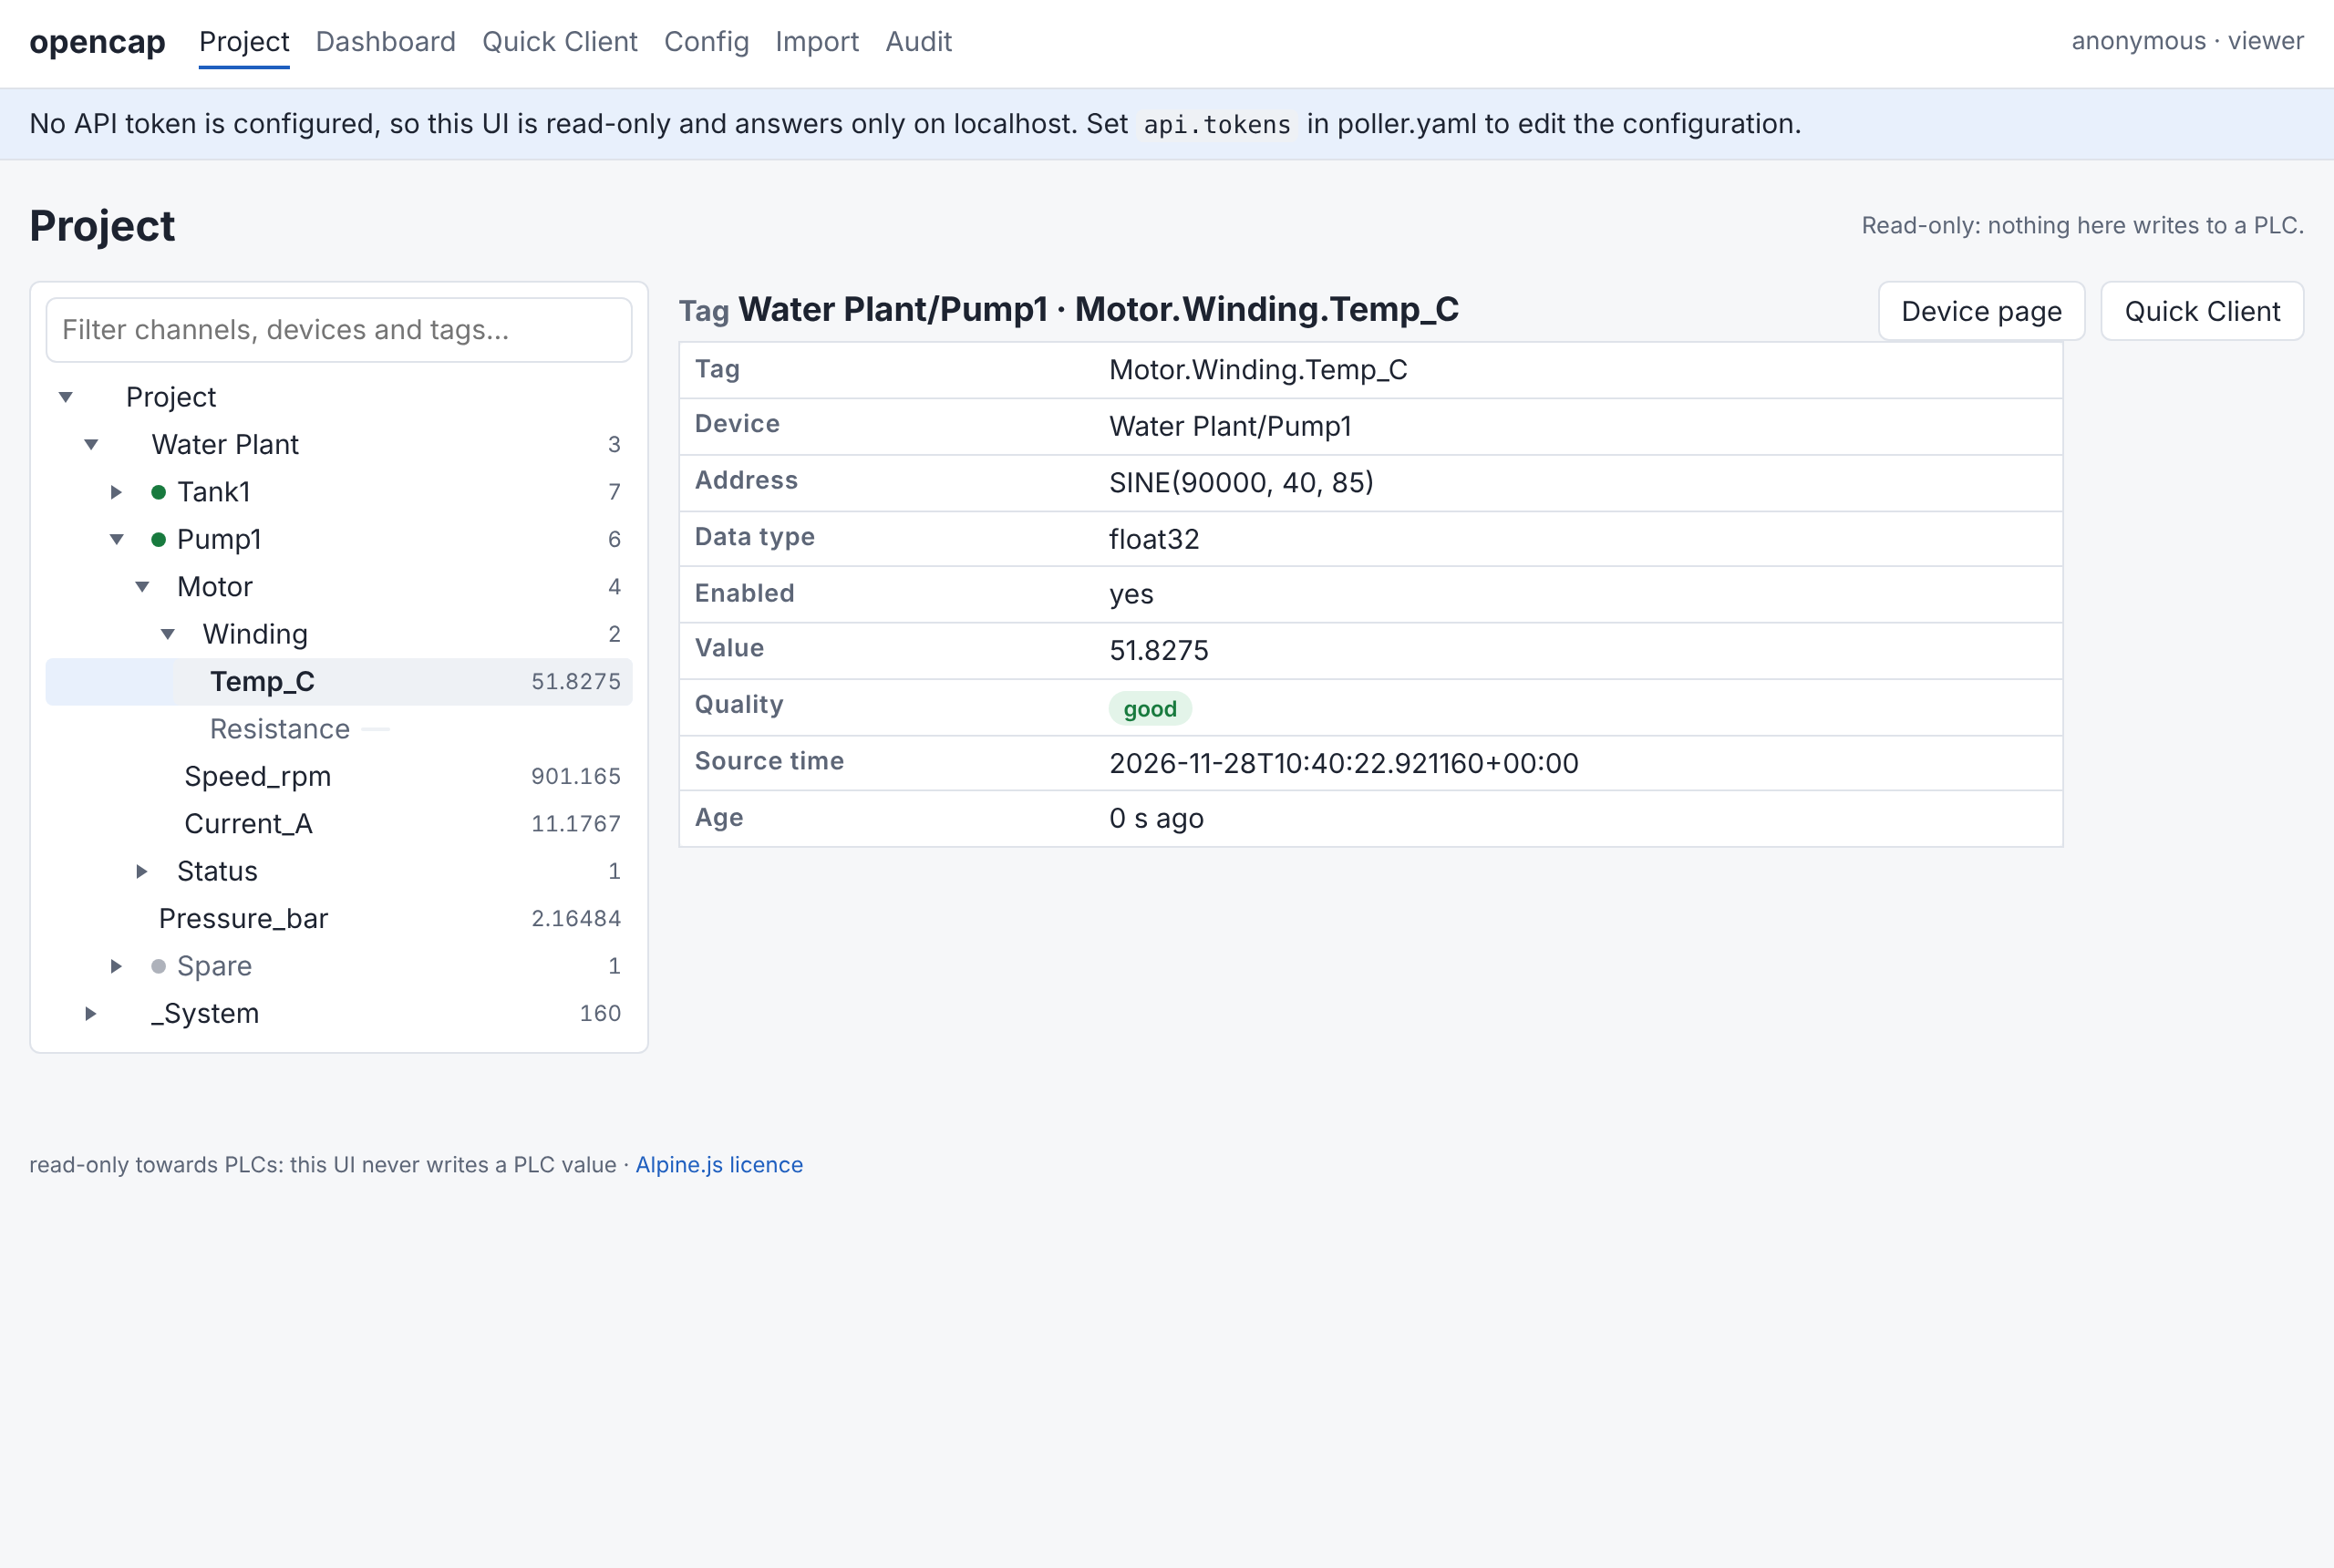 opencap Project Dashboard Quick Client Config Import Audit anonymous · viewer
No API token is configured, so this UI is read-only and answers only on localhost. Set api.tokens in poller.yaml to edit the configuration.
Project
Read-only: nothing here writes to a PLC.
Filter channels, devices and tags...
Project
Water Plant 3
Tank1 7
Pump1 6
Motor 4
Winding 2
Temp_C 51.8275
Resistance —
Speed_rpm 901.165
Current_A 11.1767
Status 1
Pressure_bar 2.16484
Spare 1
_System 160
Tag Water Plant/Pump1 · Motor.Winding.Temp_C
Device page Quick Client
Tag Motor.Winding.Temp_C
Device Water Plant/Pump1
Address SINE(90000, 40, 85)
Data type float32
Enabled yes
Value 51.8275
Quality good
Source time 2026-11-28T10:40:22.921160+00:00
Age 0 s ago
read-only towards PLCs: this UI never writes a PLC value · Alpine.js licence